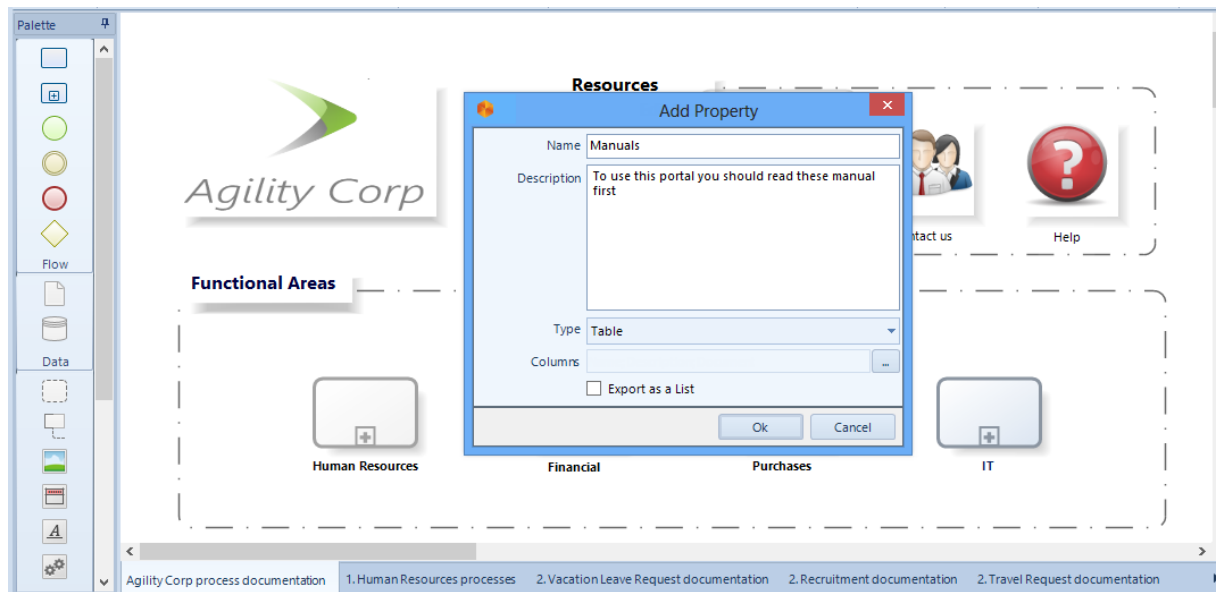 Palette
Flow
Data
Agility Corp
Resources
Contact us
Help
Add Property
Name Manuals
Description To use this portal you should read these manual
first
Type Table
Columns ...
Export as a List
Ok Cancel
Functional Areas
Human Resources Financial Purchases IT
Agility Corp process documentation 1. Human Resources processes 2. Vacation Leave Request documentation 2. Recruitment documentation 2. Travel Request documentation